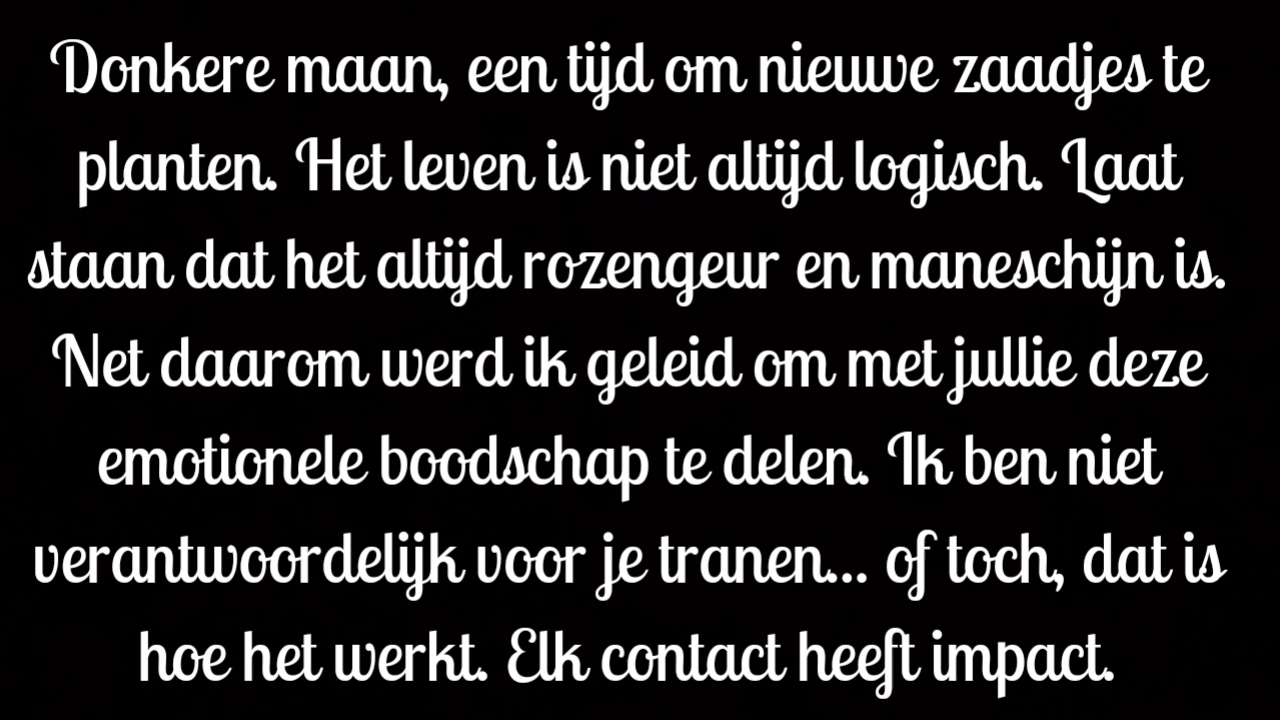 Donkere maan, een tijd om nieuwe zaadjes te
planten. Het leven is niet altijd logisch. Laat
staan dat het altijd rozengeur en maneschijn is.
Net daarom werd ik geleid om met jullie deze
emotionele boodschap te delen. Ik ben niet
verantwoordelijk voor je tranen... of toch, dat is
hoe het werkt. Elk contact heeft impact.